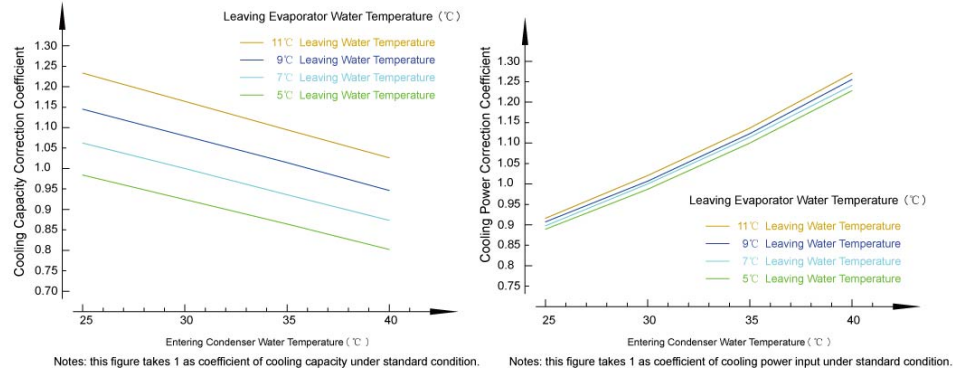 Leaving Evaporator Water Temperature (℃)
11℃ Leaving Water Temperature
9℃ Leaving Water Temperature
7℃ Leaving Water Temperature
5℃ Leaving Water Temperature
Cooling Capacity Correction Coefficient
1.30
1.25
1.20
1.15
1.10
1.05
1.0
0.95
0.9
0.85
0.8
0.75
0.70
25
30
35
40
Entering Condenser Water Temperature (℃)
Notes: this figure takes 1 as coefficient of cooling capacity under standard condition.
Cooling Power Correction Coefficient
1.30
1.25
1.20
1.15
1.10
1.05
1.0
0.95
0.9
0.85
0.8
0.75
Leaving Evaporator Water Temperature (℃)
11℃ Leaving Water Temperature
9℃ Leaving Water Temperature
7℃ Leaving Water Temperature
5℃ Leaving Water Temperature
25
30
35
40
Entering Condenser Water Temperature (℃)
Notes: this figure takes 1 as coefficient of cooling power input under standard condition.